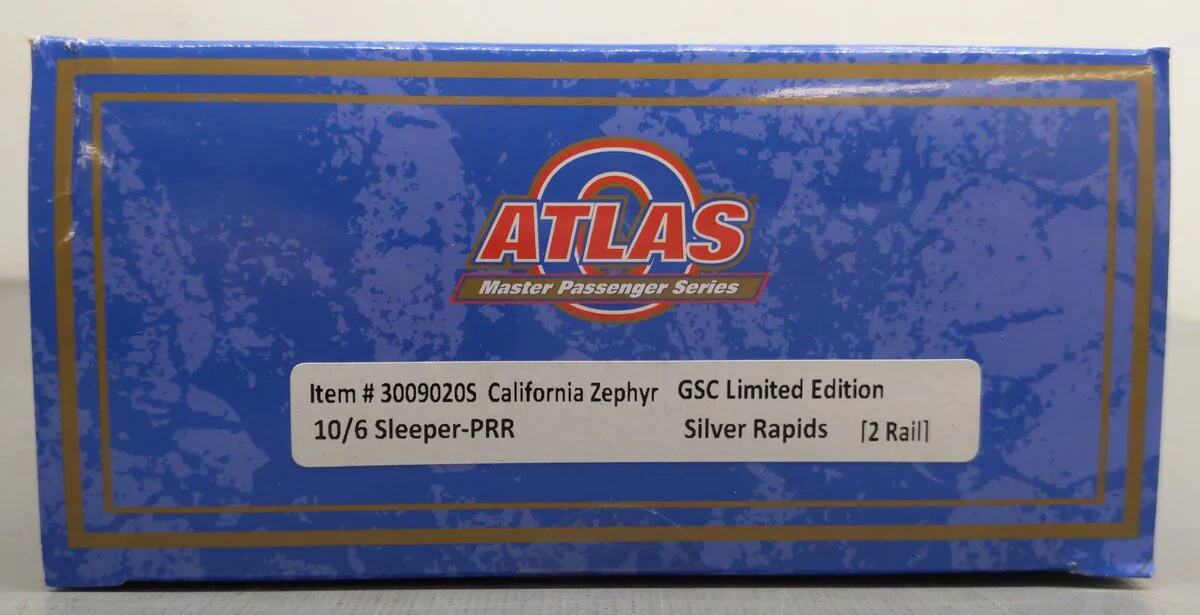 ATLAS
O
Master Passenger Series
Item # 3009020S California Zephyr GSC Limited Edition
10/6 Sleeper-PRR Silver Rapids [2 Rail]